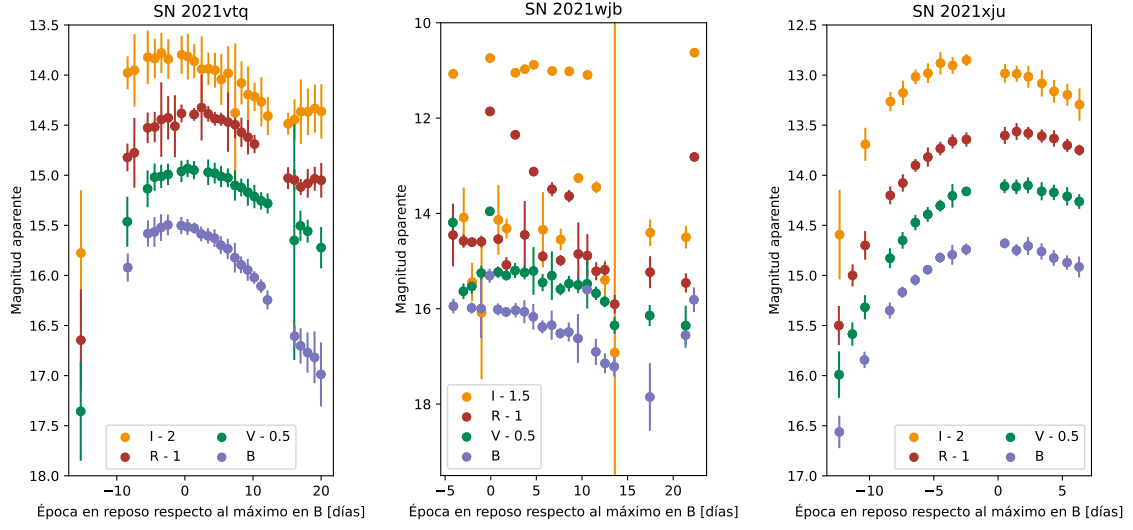 SN 2021vtq
13.5
14.0
14.5
15.0
15.5
16.0
16.5
17.0
17.5
18.0
Magnitud aparente
I - 2
R - 1
V - 0.5
B
−10
0
10
20
Época en reposo respecto al máximo en B [días]
SN 2021wjb
10
12
14
16
18
Magnitud aparente
I - 1.5
R - 1
V - 0.5
B
−5
0
5
10
15
20
Época en reposo respecto al máximo en B [días]
SN 2021xju
12.5
13.0
13.5
14.0
14.5
15.0
15.5
16.0
16.5
17.0
Magnitud aparente
I - 2
R - 1
V - 0.5
B
−10
−5
0
5
Época en reposo respecto al máximo en B [días]